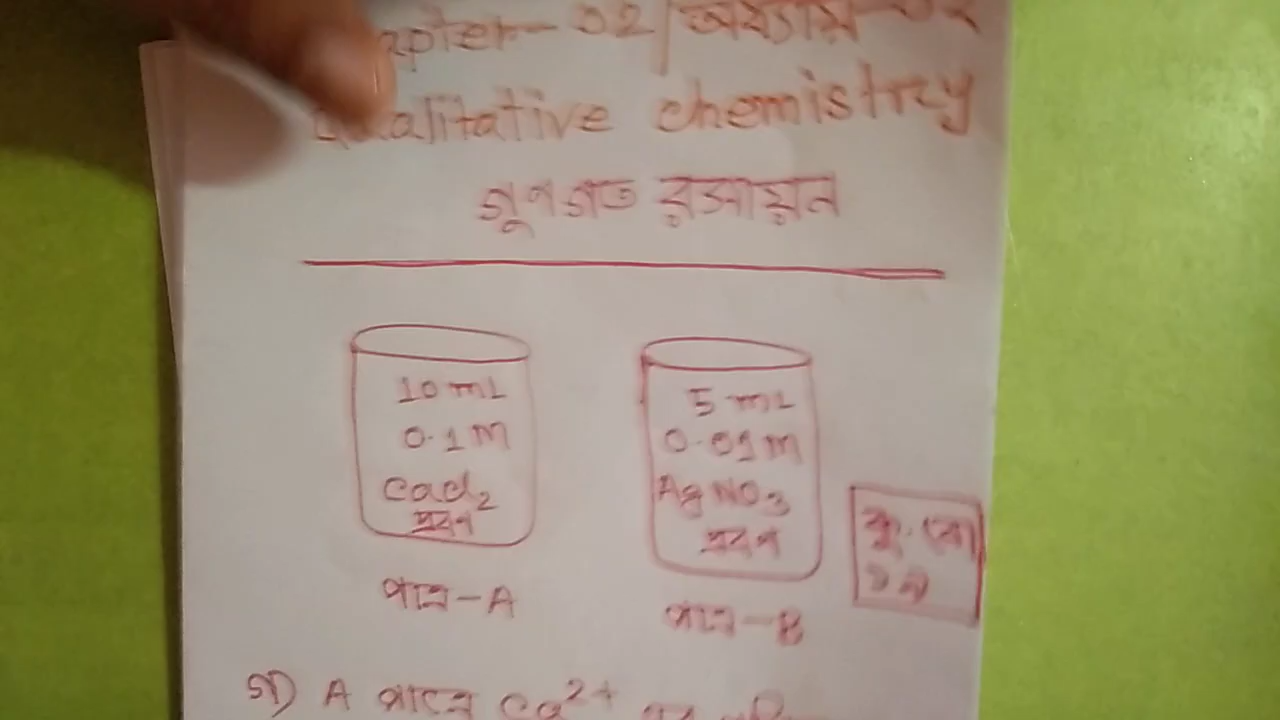 apter-02/অধ্যায়-০২
Qualitative chemistry
গুণগত রসায়ন
10 mL
0.1 M
CaCl2
দ্রবণ
পাত্র-A
5 mL
0.01 M
AgNO3
দ্রবণ
পাত্র-B
কু. বো
গ) A পাত্রে Ca2+